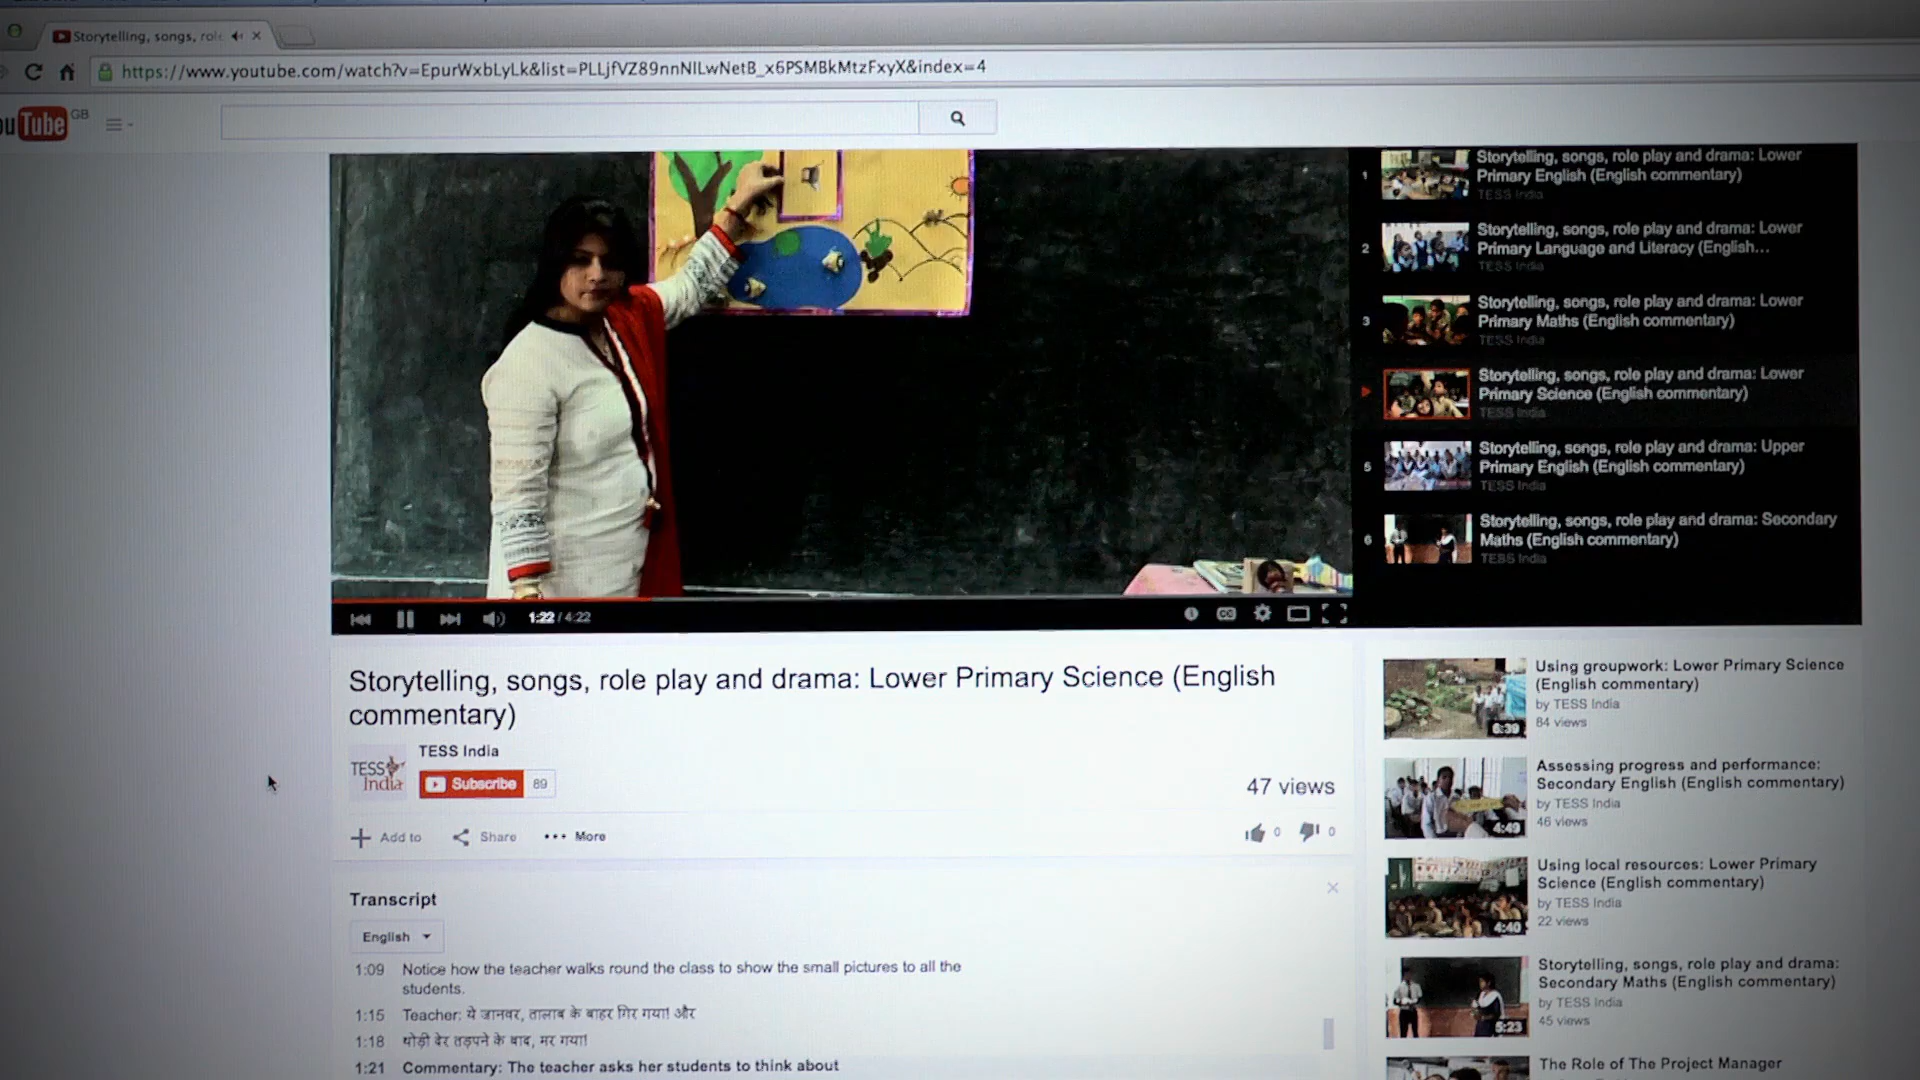 Storytelling, songs, role
https://www.youtube.com/watch?v=EpurWxbLyLk&list=PLLjfVZ89nnNILwNetB_x6PSMBkMtzFxyX&index=4
ouTube GB
1
Storytelling, songs, role play and drama: Lower
Primary English (English commentary)
TESS India
2
Storytelling, songs, role play and drama: Lower
Primary Language and Literacy (English...
TESS India
3
Storytelling, songs, role play and drama: Lower
Primary Maths (English commentary)
TESS India
Storytelling, songs, role play and drama: Lower
Primary Science (English commentary)
TESS India
5
Storytelling, songs, role play and drama: Upper
Primary English (English commentary)
TESS India
6
Storytelling, songs, role play and drama: Secondary
Maths (English commentary)
TESS India
1:22 / 4:22
CC
Storytelling, songs, role play and drama: Lower Primary Science (English
commentary)
TESS
India
TESS India
Subscribe 89
47 views
Add to Share More
0 0
Transcript
English
1:09 Notice how the teacher walks round the class to show the small pictures to all the
students.
1:15 Teacher: ये जानवर, तालाब के बाहर गिर गया! और
1:18 थोड़ी देर तड़पने के बाद, मर गया!
1:21 Commentary: The teacher asks her students to think about
Using groupwork: Lower Primary Science
(English commentary)
by TESS India
84 views
6:39
Assessing progress and performance:
Secondary English (English commentary)
by TESS India
46 views
4:49
Using local resources: Lower Primary
Science (English commentary)
by TESS India
22 views
4:40
Storytelling, songs, role play and drama:
Secondary Maths (English commentary)
by TESS India
45 views
5:23
The Role of The Project Manager